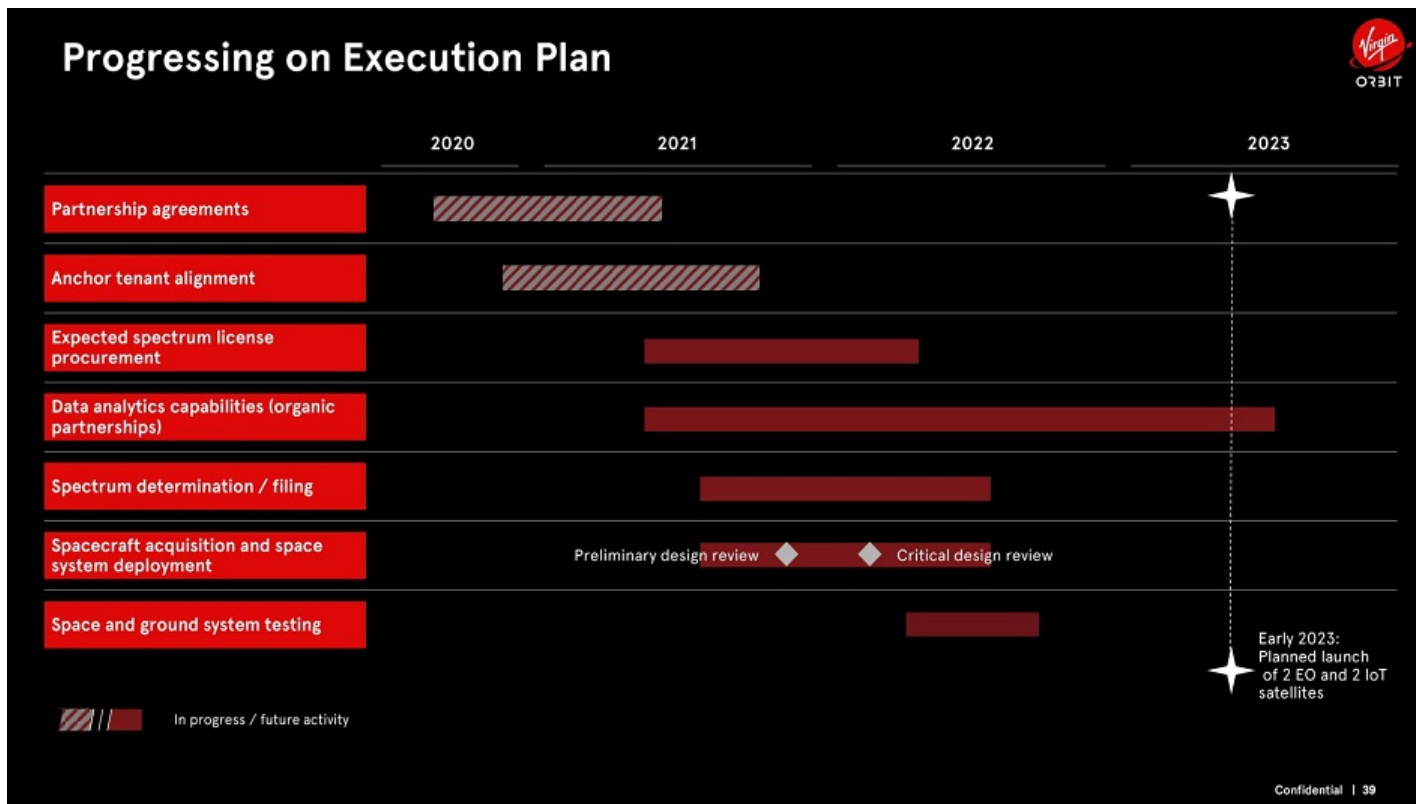 Progressing on Execution Plan
Virgin
ORBIT
2020
2021
2022
2023
Partnership agreements
Anchor tenant alignment
Expected spectrum license
procurement
Data analytics capabilities (organic
partnerships)
Spectrum determination / filing
Spacecraft acquisition and space
system deployment
Preliminary design review
Critical design review
Space and ground system testing
Early 2023:
Planned launch
of 2 EO and 2 IoT
satellites
In progress / future activity
Confidential | 39